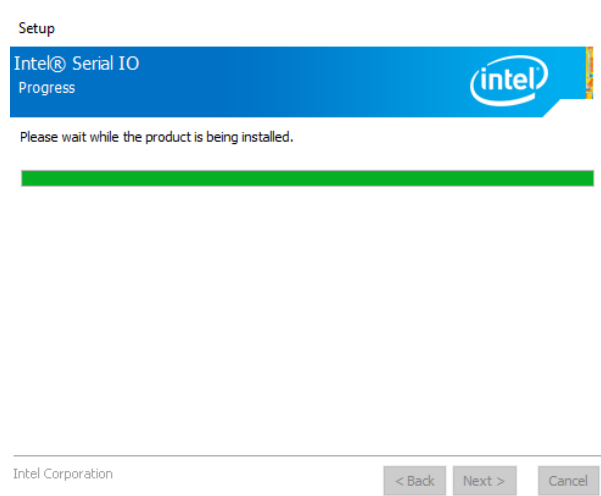 Setup
Intel® Serial IO
Progress
intel
Please wait while the product is being installed.
Intel Corporation
< Back Next > Cancel